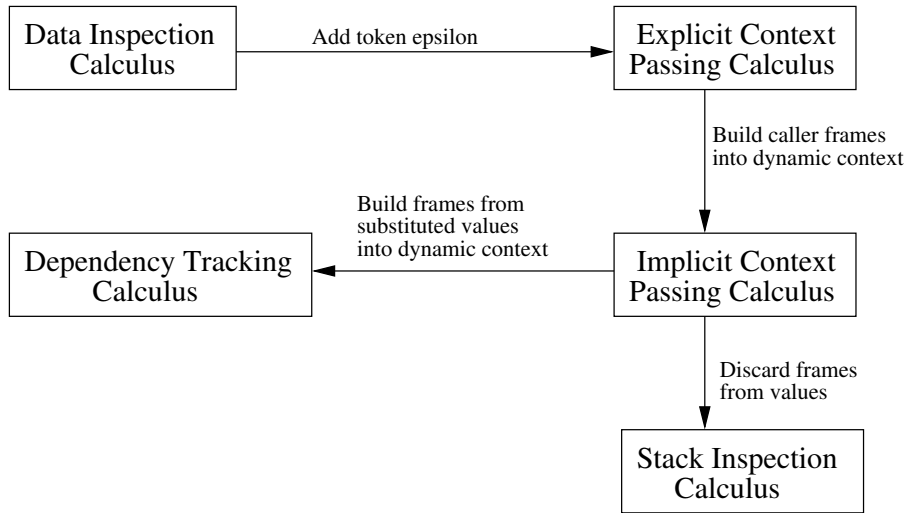 Data Inspection
Calculus
Add token epsilon
Explicit Context
Passing Calculus
Build caller frames
into dynamic context
Build frames from
substituted values
into dynamic context
Dependency Tracking
Calculus
Implicit Context
Passing Calculus
Discard frames
from values
Stack Inspection
Calculus